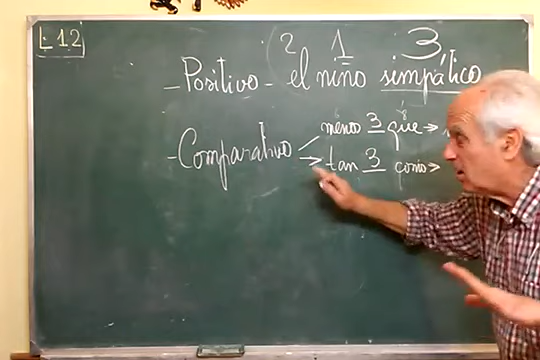 L 12
2 1 3
- Positivo - el niño simpático
menos 3 que →
- Comparativo
→ tan 3 como →